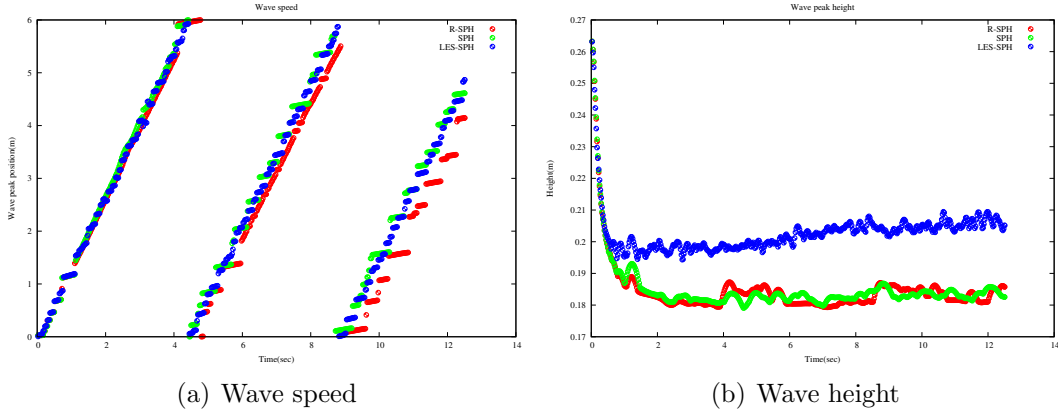 Wave speed
Wave peak position(m)
6
5
4
3
2
1
0
0 2 4 6 8 10 12 14
Time(sec)
R-SPH
SPH
LES-SPH
(a) Wave speed
Wave peak height
Height(m)
0.27
0.26
0.25
0.24
0.23
0.22
0.21
0.2
0.19
0.18
0.17
0 2 4 6 8 10 12 14
Time(sec)
R-SPH
SPH
LES-SPH
(b) Wave peak height